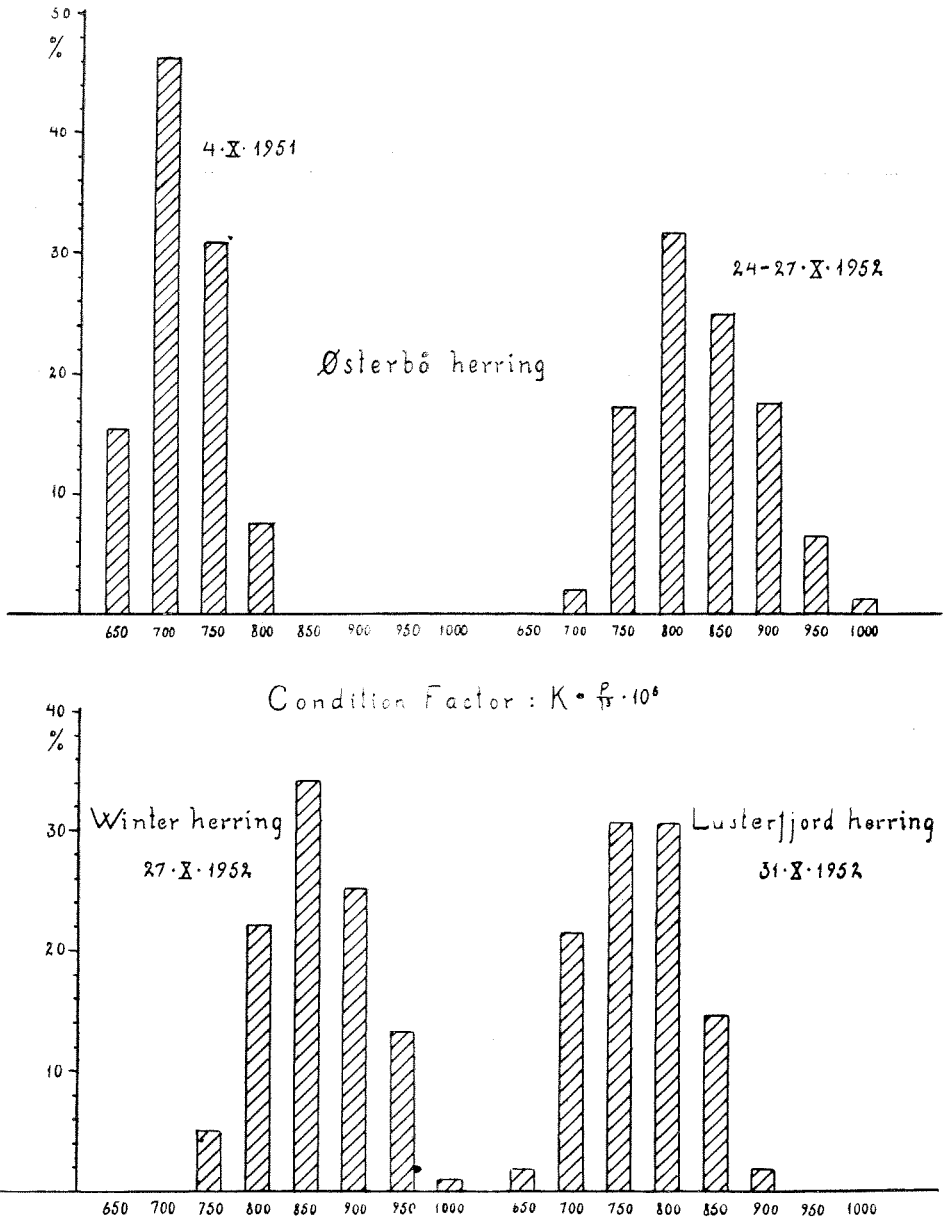 50
%
40
4·X·1951
30
24-27·X·1952
Østerbö herring
20
10
650 700 750 800 850 900 950 1000 650 700 750 800 850 900 950 1000
Condition Factor : K = P/l³ · 10⁶
40
%
Winter herring Lusterfjord herring
30
27·X·1952 31·X·1952
20
10
650 700 750 800 850 900 950 1000 650 700 750 800 850 900 950 1000